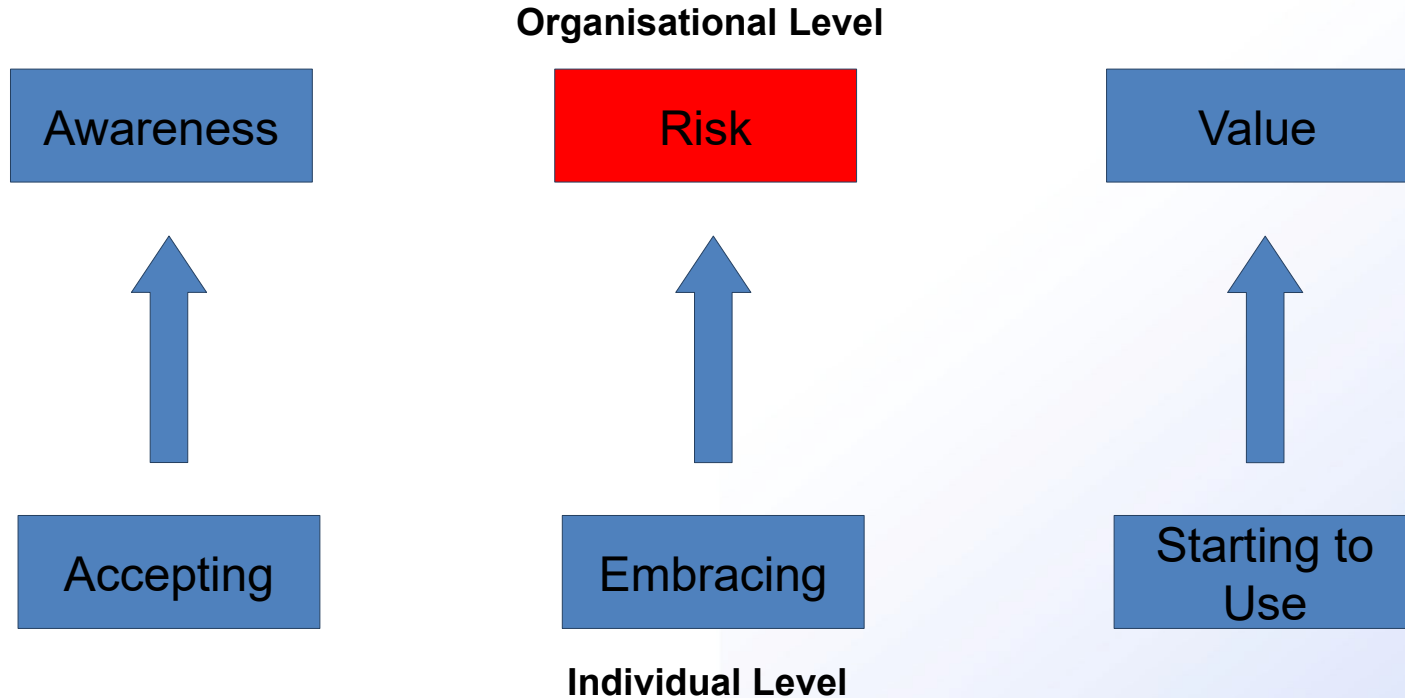 Organisational Level
Awareness
Risk
Value
Accepting
Embracing
Starting to
Use
Individual Level